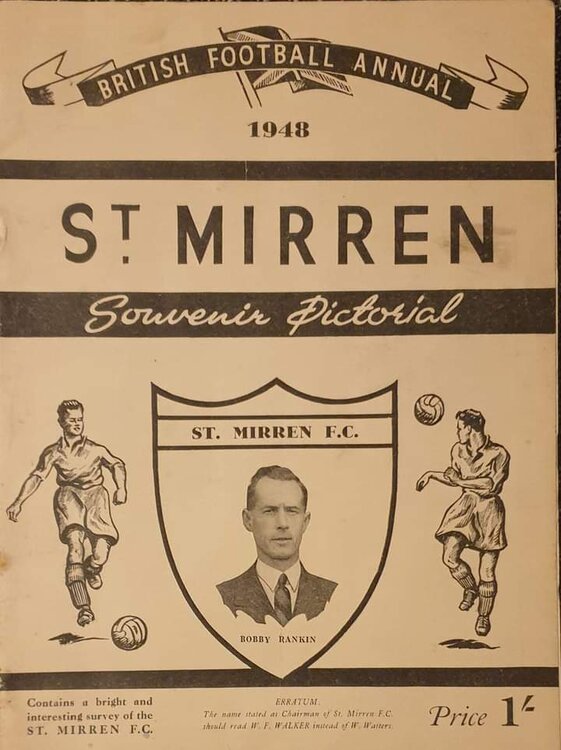 BRITISH FOOTBALL ANNUAL
1948
ST. MIRREN
Souvenir Pictorial
ST. MIRREN F.C.
BOBBY RANKIN
Contains a bright and
interesting survey of the
ST. MIRREN F.C.
ERRATUM.
The name stated as Chairman of St. Mirren F.C.
should read W. F. WALKER instead of W. Waiters.
Price 1/-